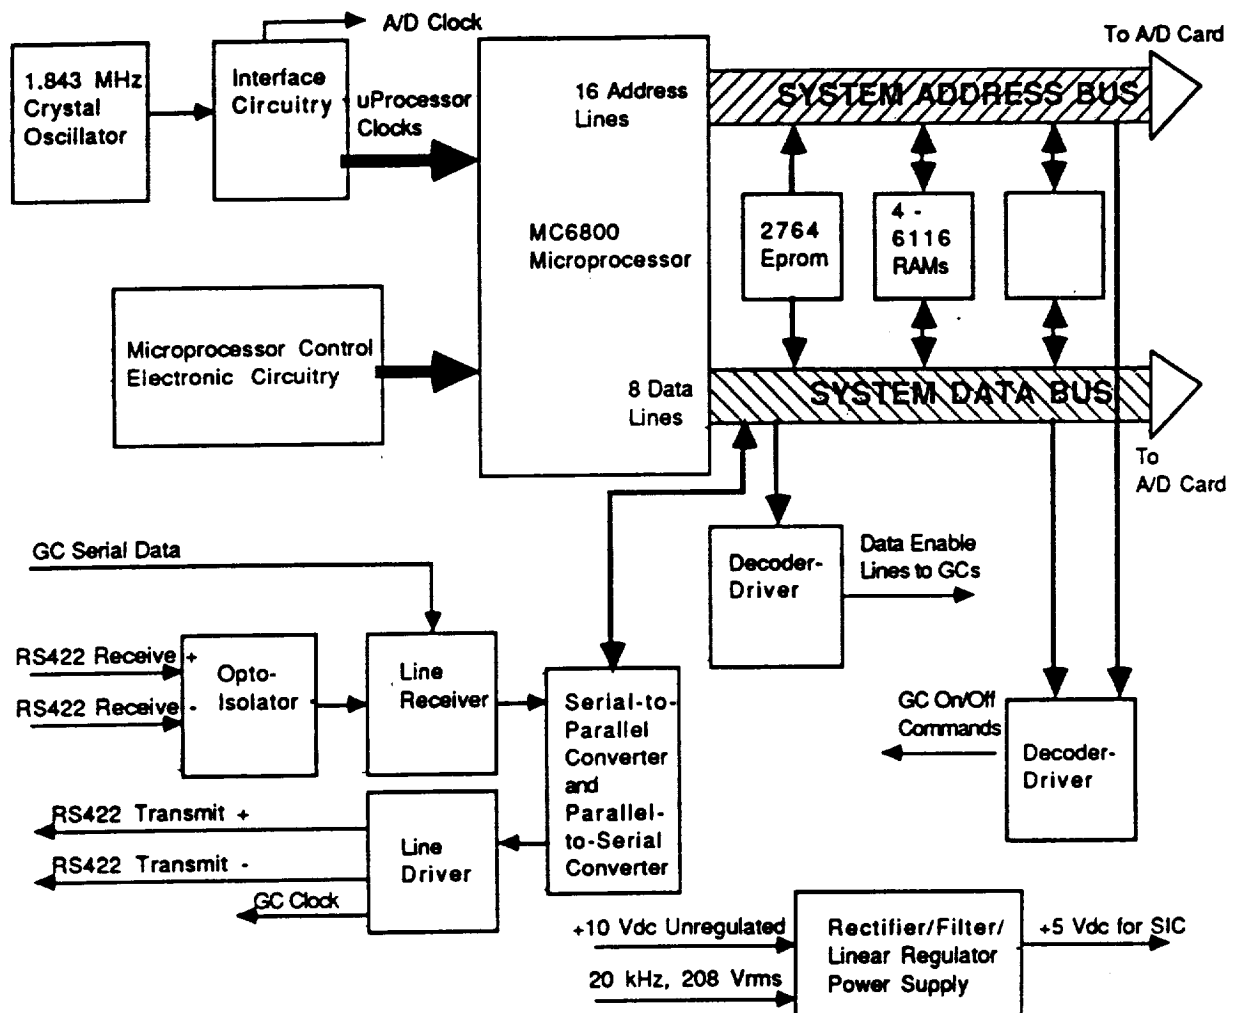 A/D Clock
To A/D Card
1.843 MHz
Crystal
Oscillator
Interface
Circuitry
uProcessor
Clocks
16 Address
Lines
SYSTEM ADDRESS BUS
MC6800
Microprocessor
2764
Eprom
4 -
6116
RAMs
Microprocessor Control
Electronic Circuitry
8 Data
Lines
SYSTEM DATA BUS
To
A/D Card
GC Serial Data
Decoder-
Driver
Data Enable
Lines to GCs
RS422 Receive +
RS422 Receive -
Opto-
Isolator
Line
Receiver
Serial-to-
Parallel
Converter
and
Parallel-
to-Serial
Converter
GC On/Off
Commands
Decoder-
Driver
RS422 Transmit +
RS422 Transmit -
GC Clock
Line
Driver
+10 Vdc Unregulated
20 kHz, 208 Vrms
Rectifier/Filter/
Linear Regulator
Power Supply
+5 Vdc for SIC